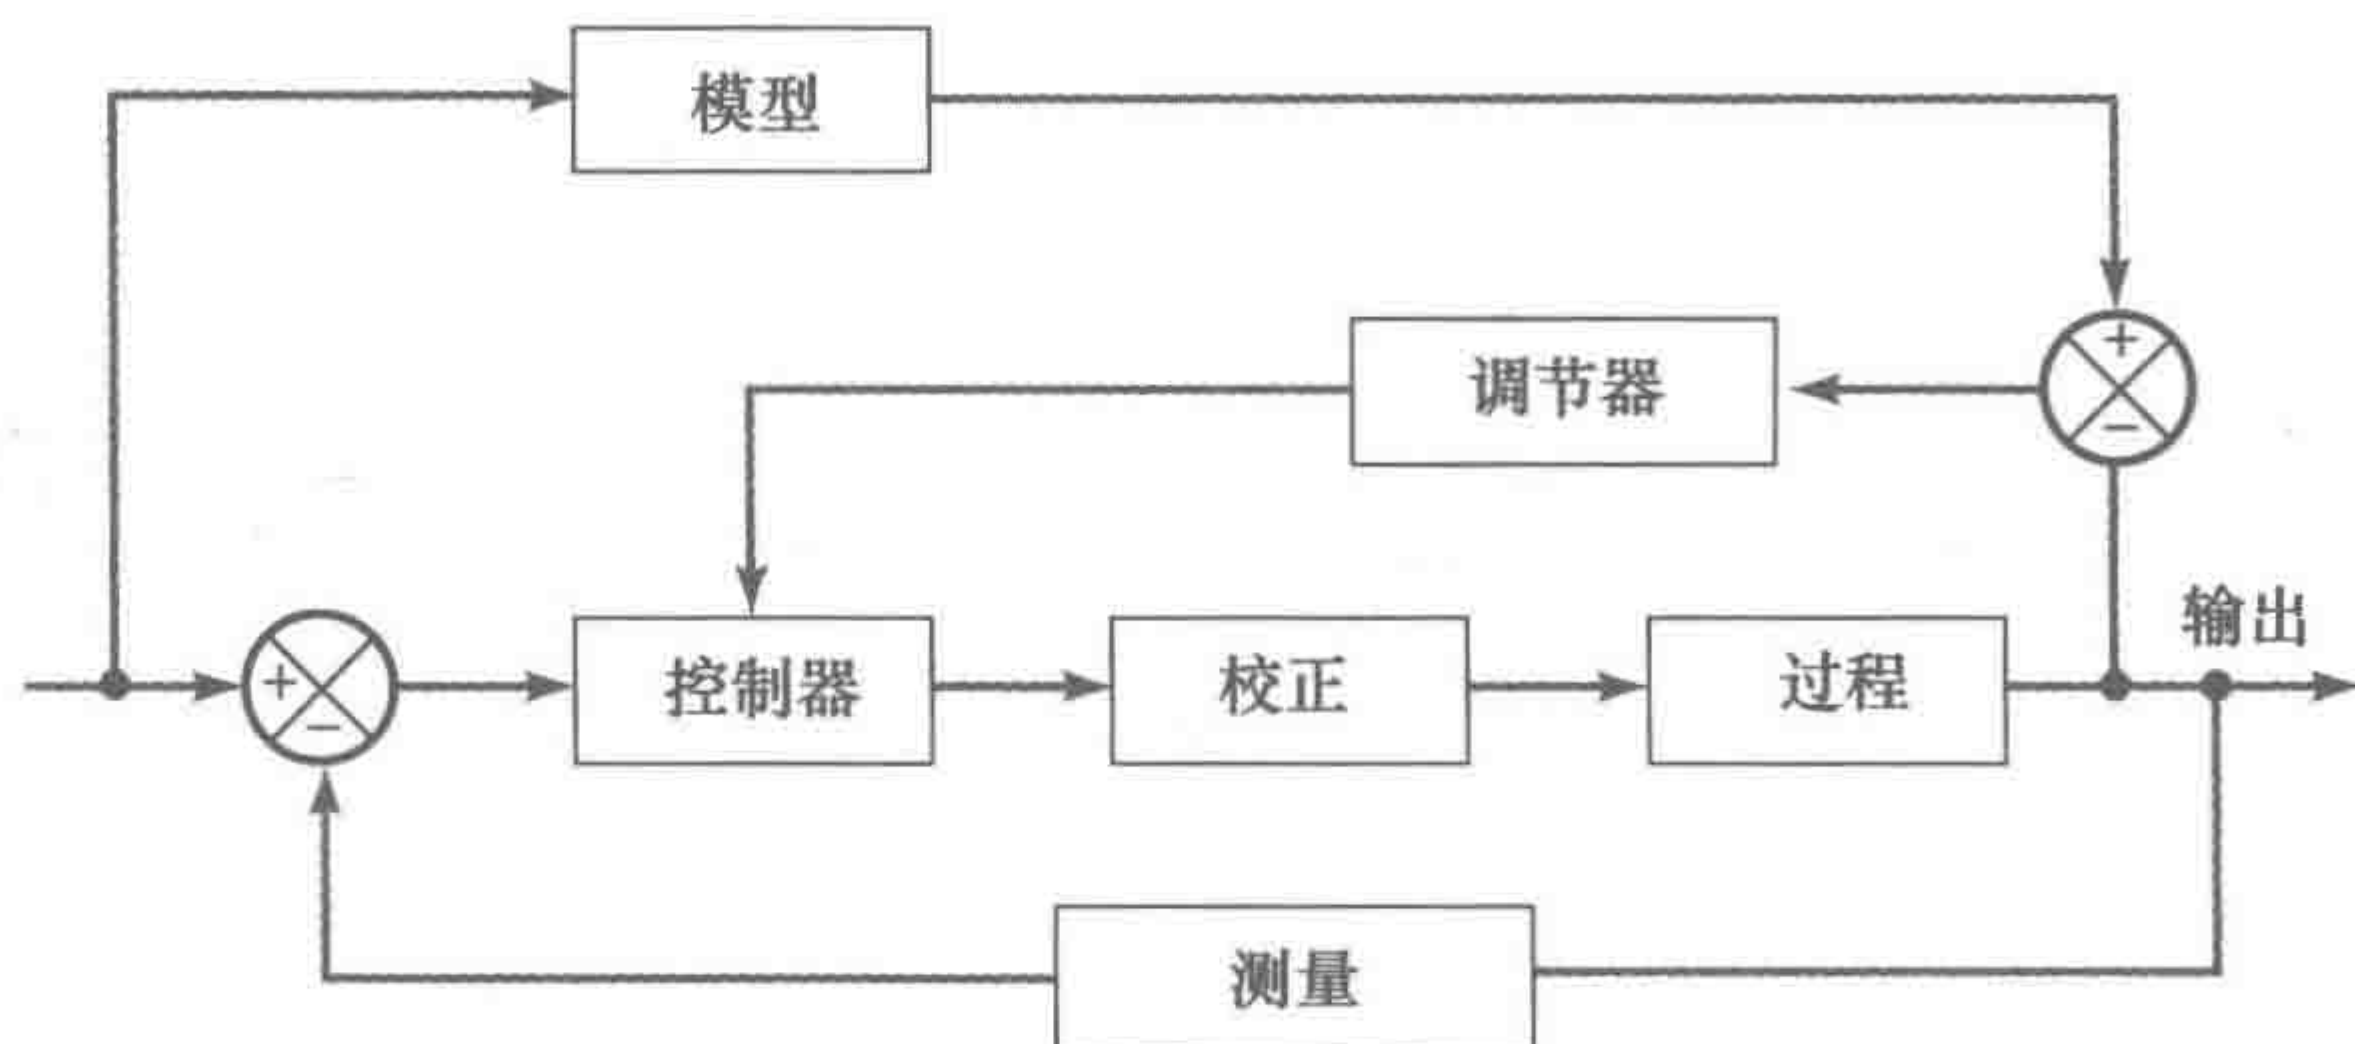 模型
+
调节器
−
输出
+
控制器
校正
过程
−
测量